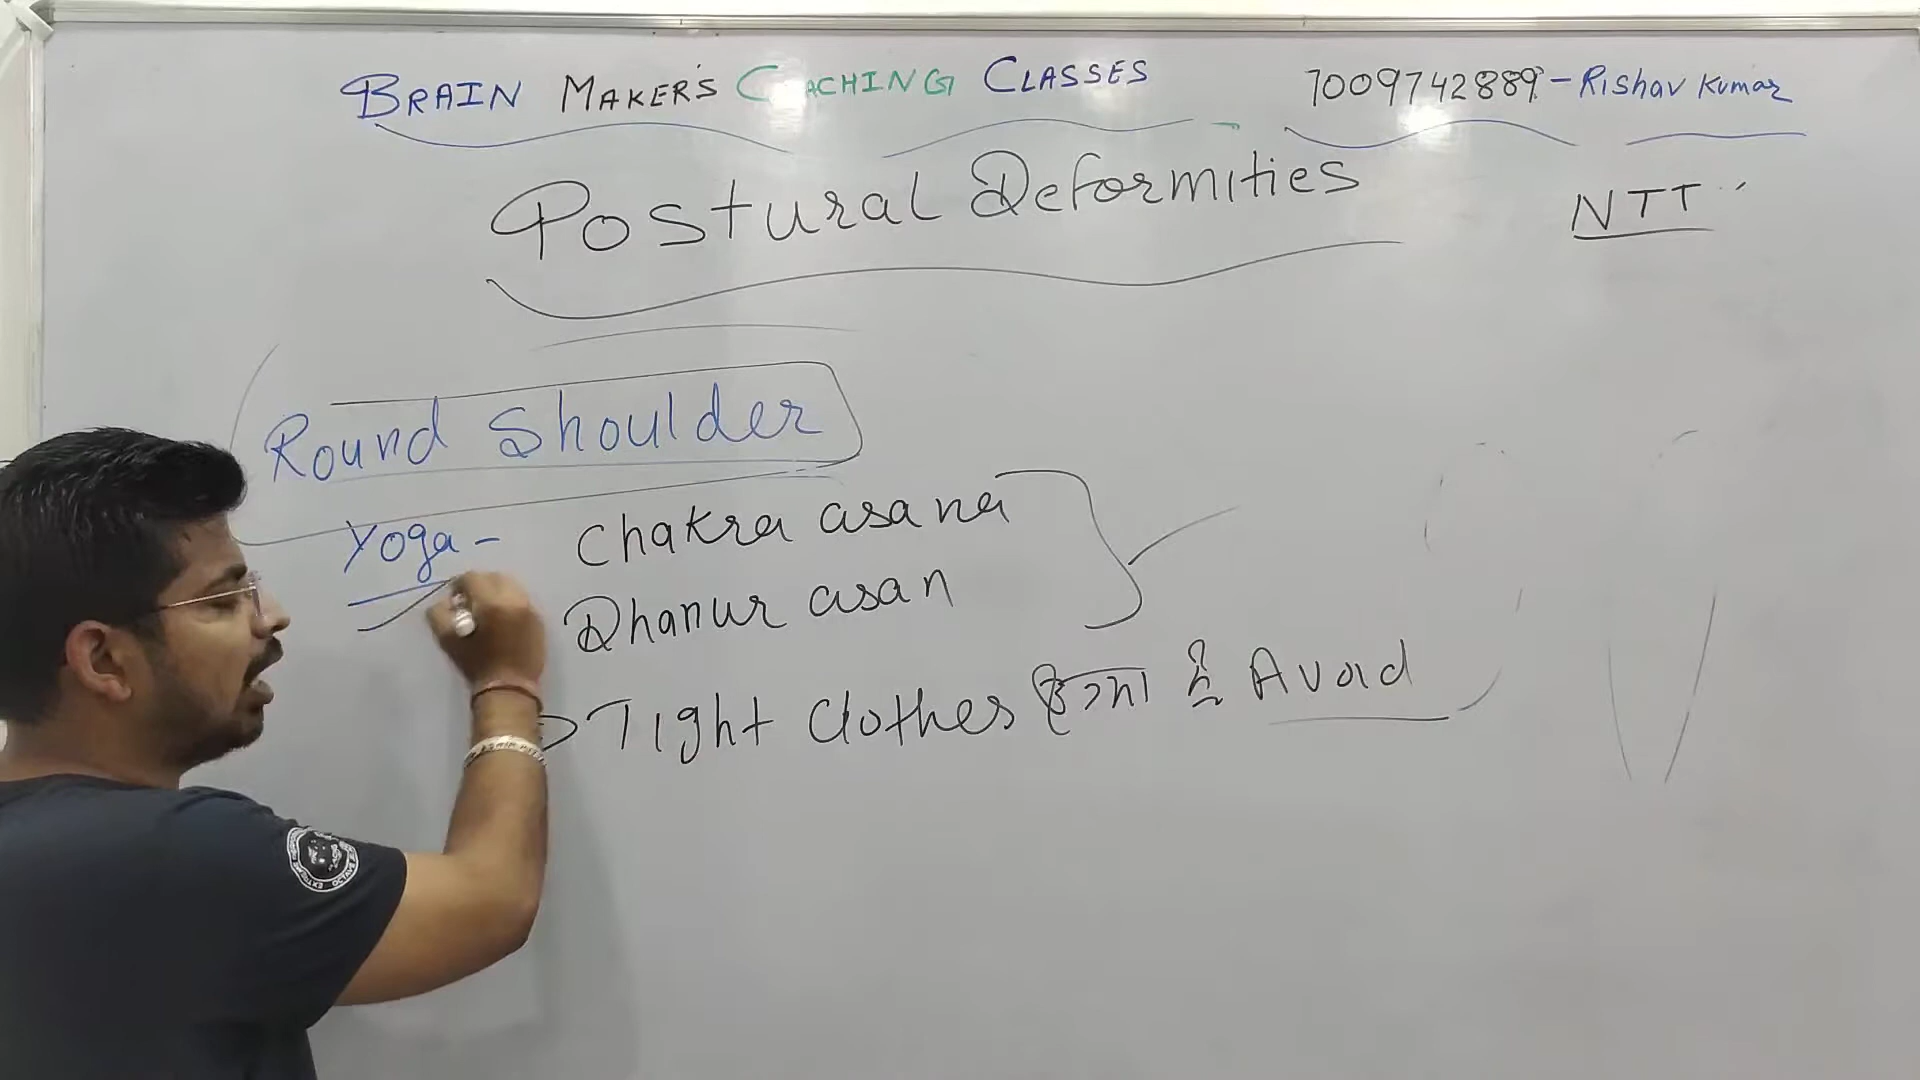 BRAIN MAKER'S COACHING CLASSES 7009742889-Rishav Kumar
Postural Deformities
NTT
Round Shoulder
Yoga- Chakra asana
Dhanur asan
Tight Clothes Avoid